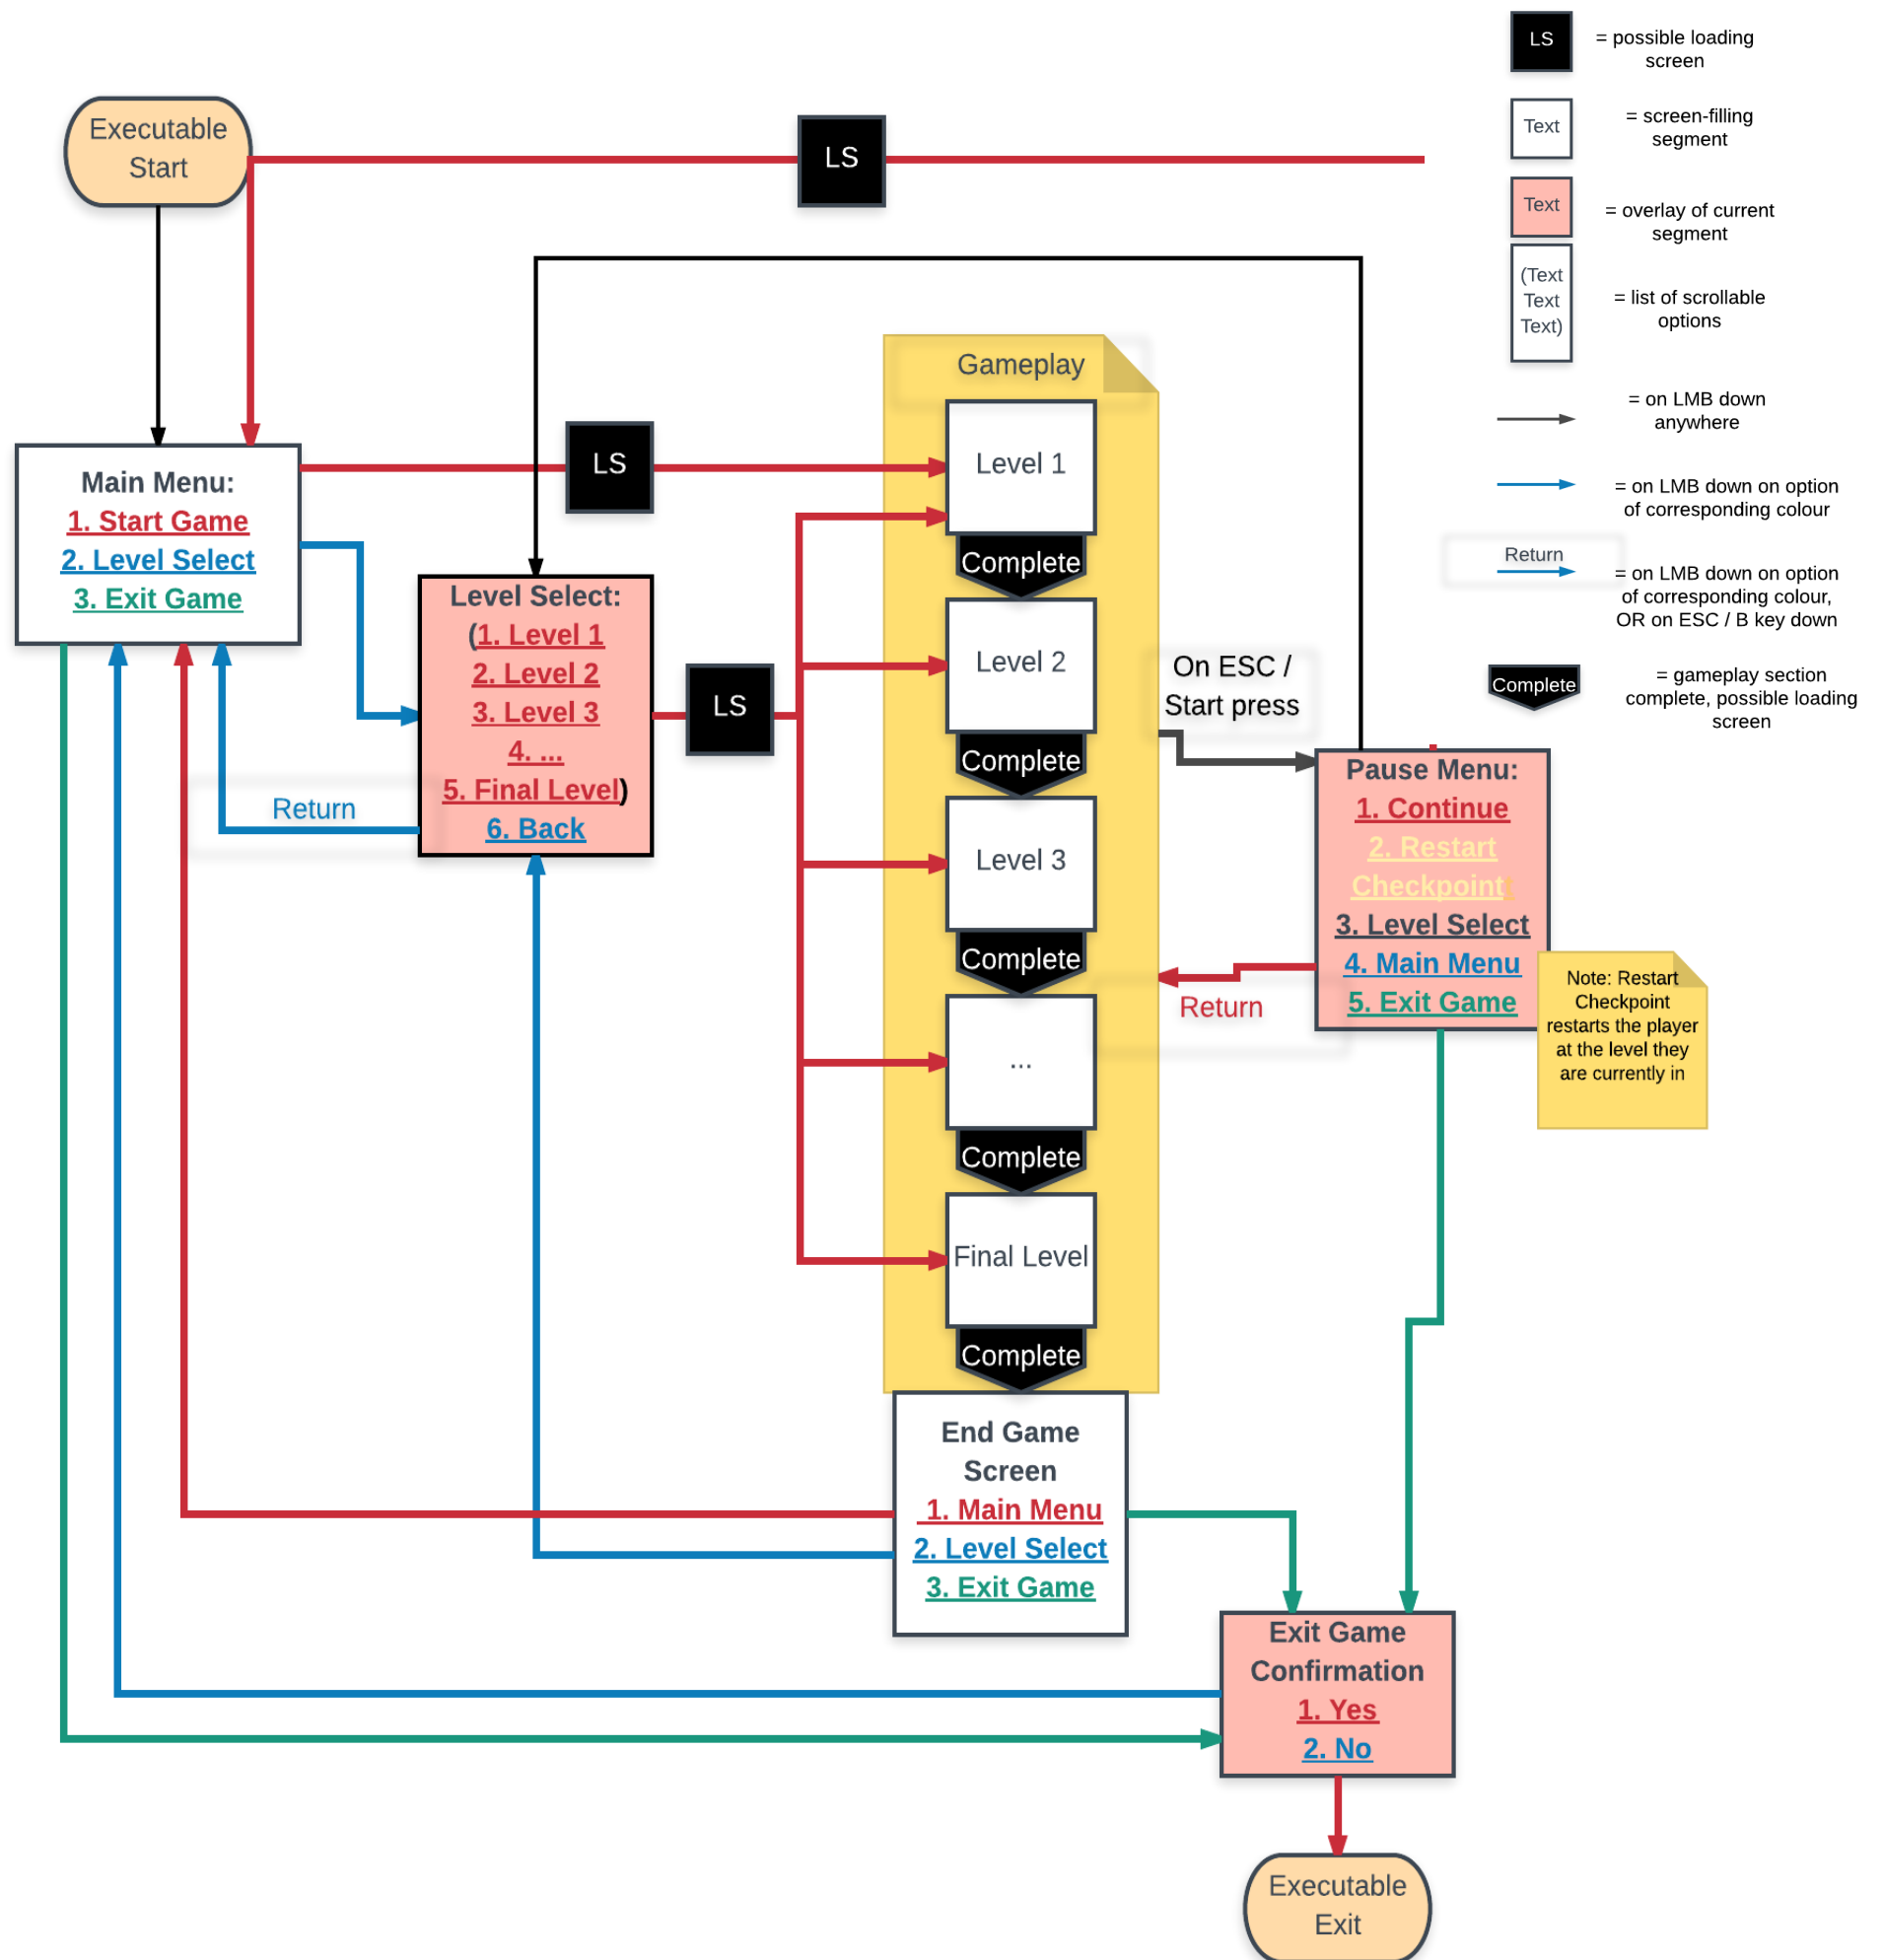 LS
= possible loading
screen
Text
= screen-filling
segment
Text
= overlay of current
segment
(Text
Text
Text)
= list of scrollable
options
= on LMB down
anywhere
= on LMB down on option
of corresponding colour
Return
= on LMB down on option
of corresponding colour,
OR on ESC / B key down
Complete
= gameplay section
complete, possible loading
screen
Executable
Start
LS
Main Menu:
1. Start Game
2. Level Select
3. Exit Game
LS
Level Select:
(1. Level 1
2. Level 2
3. Level 3
4. ...
5. Final Level)
6. Back
Return
LS
Gameplay
Level 1
Complete
Level 2
Complete
Level 3
Complete
...
Complete
Final Level
Complete
On ESC /
Start press
Pause Menu:
1. Continue
2. Restart
Checkpoint
3. Level Select
4. Main Menu
5. Exit Game
Return
Note: Restart
Checkpoint
restarts the player
at the level they
are currently in
End Game
Screen
1. Main Menu
2. Level Select
3. Exit Game
Exit Game
Confirmation
1. Yes
2. No
Executable
Exit